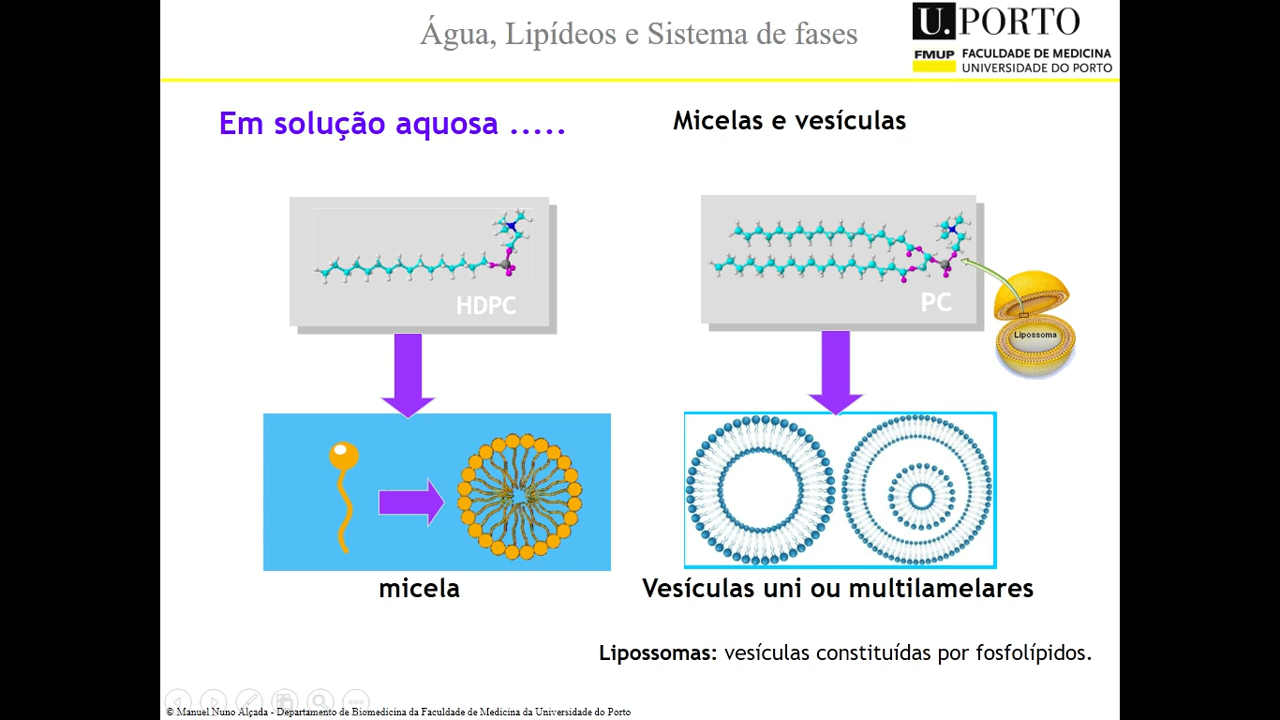 Água, Lipídeos e Sistema de fases
U.PORTO
FMUP FACULDADE DE MEDICINA
UNIVERSIDADE DO PORTO
Em solução aquosa .....
Micelas e vesículas
HDPC
PC
Lipossoma
micela
Vesículas uni ou multilamelares
Lipossomas: vesículas constituídas por fosfolípidos.
© Manuel Nuno Alçada - Departamento de Biomedicina da Faculdade de Medicina da Universidade do Porto